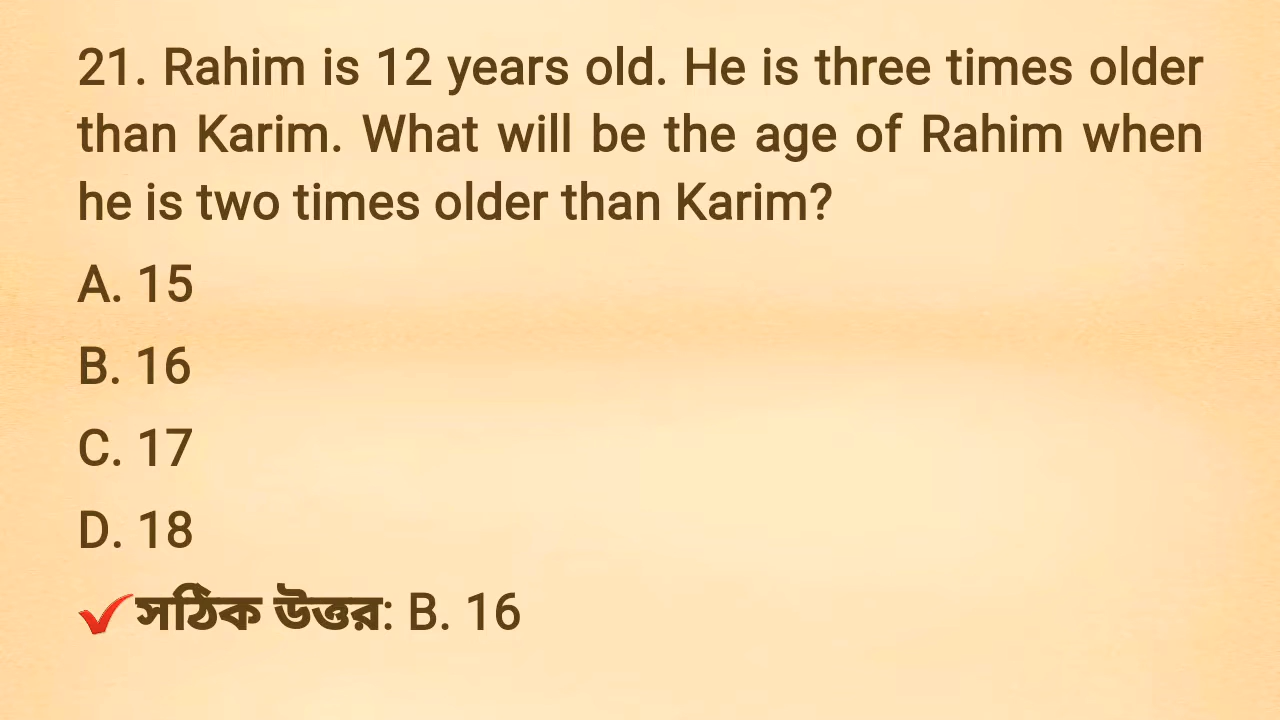 21. Rahim is 12 years old. He is three times older
than Karim. What will be the age of Rahim when
he is two times older than Karim?
A. 15
B. 16
C. 17
D. 18
✔সঠিক উত্তর: B. 16